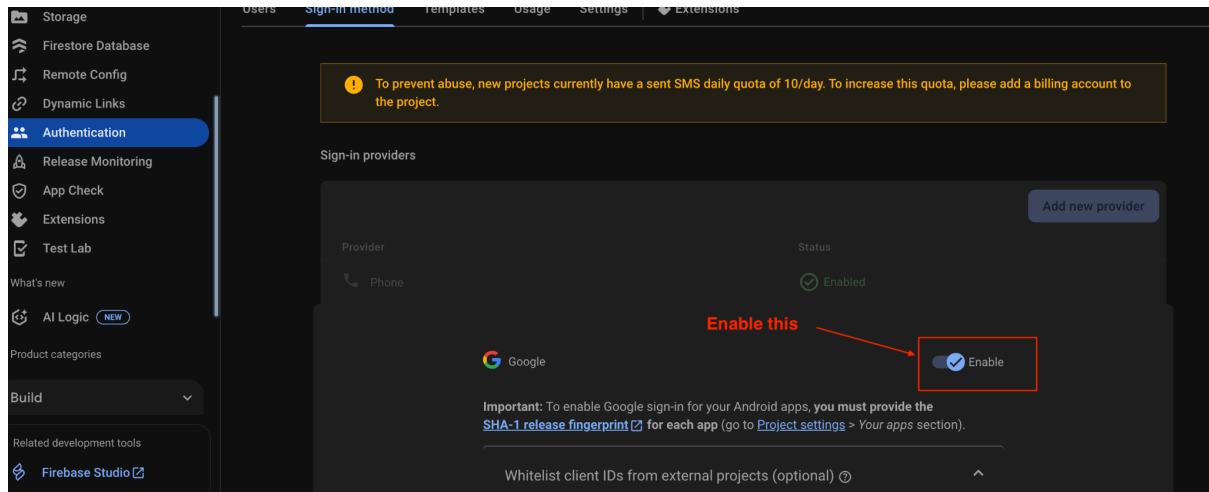 Storage
Firestore Database
Remote Config
Dynamic Links
Authentication
Release Monitoring
App Check
Extensions
Test Lab
What's new
AI Logic NEW
Product categories
Build
Related development tools
Firebase Studio
Users Sign-in method Templates Usage Settings Extensions
To prevent abuse, new projects currently have a sent SMS daily quota of 10/day. To increase this quota, please add a billing account to
the project.
Sign-in providers
Add new provider
Provider Status
Phone Enabled
Enable this
Google Enable
Important: To enable Google sign-in for your Android apps, you must provide the
SHA-1 release fingerprint for each app (go to Project settings > Your apps section).
Whitelist client IDs from external projects (optional)